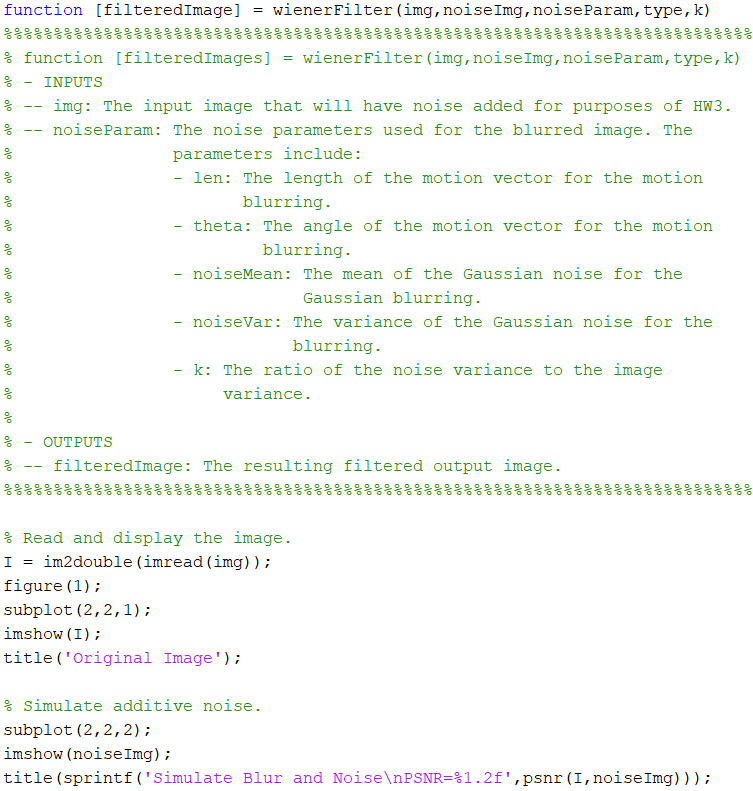 function [filteredImage] = wienerFilter(img,noiseImg,noiseParam,type,k)
%%%%%%%%%%%%%%%%%%%%%%%%%%%%%%%%%%%%%%%%%%%%%%%%%%%%%%%%%%%%%%%%%%%%%%%%%%%
% function [filteredImages] = wienerFilter(img,noiseImg,noiseParam,type,k)
% - INPUTS
% -- img: The input image that will have noise added for purposes of HW3.
% -- noiseParam: The noise parameters used for the blurred image. The
%                parameters include:
%                - len: The length of the motion vector for the motion
%                       blurring.
%                - theta: The angle of the motion vector for the motion
%                         blurring.
%                - noiseMean: The mean of the Gaussian noise for the
%                             Gaussian blurring.
%                - noiseVar: The variance of the Gaussian noise for the
%                            blurring.
%                - k: The ratio of the noise variance to the image
%                     variance.
%
% - OUTPUTS
% -- filteredImage: The resulting filtered output image.
%%%%%%%%%%%%%%%%%%%%%%%%%%%%%%%%%%%%%%%%%%%%%%%%%%%%%%%%%%%%%%%%%%%%%%%%%%%

% Read and display the image.
I = im2double(imread(img));
figure(1);
subplot(2,2,1);
imshow(I);
title('Original Image');

% Simulate additive noise.
subplot(2,2,2);
imshow(noiseImg);
title(sprintf('Simulate Blur and Noise\nPSNR=%1.2f',psnr(I,noiseImg)));